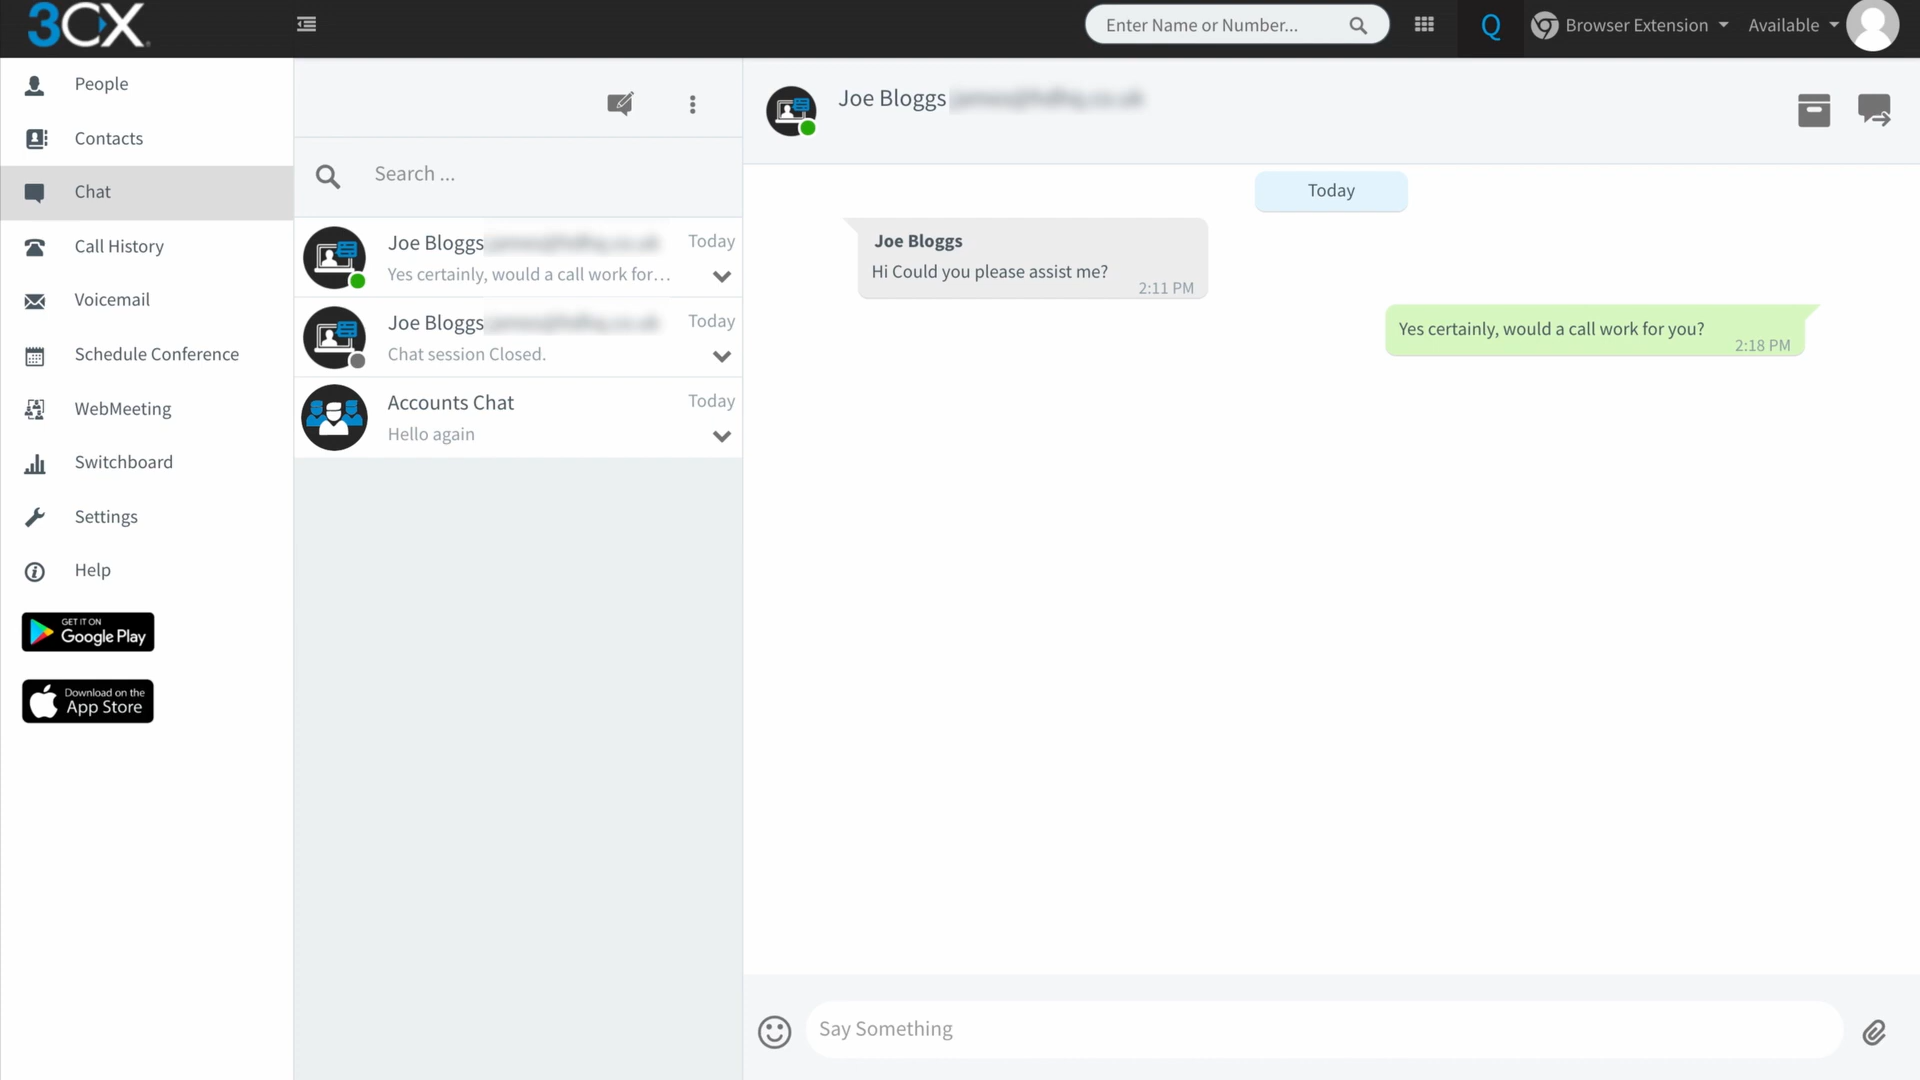 3CX
Enter Name or Number...
Q
Browser Extension
Available
People
Contacts
Chat
Call History
Voicemail
Schedule Conference
WebMeeting
Switchboard
Settings
Help
GET IT ON
Google Play
Download on the
App Store
Search ...
Joe Bloggs
Today
Yes certainly, would a call work for...
Joe Bloggs
Today
Chat session Closed.
Accounts Chat
Today
Hello again
Joe Bloggs
Today
Joe Bloggs
Hi Could you please assist me?
2:11 PM
Yes certainly, would a call work for you?
2:18 PM
Say Something